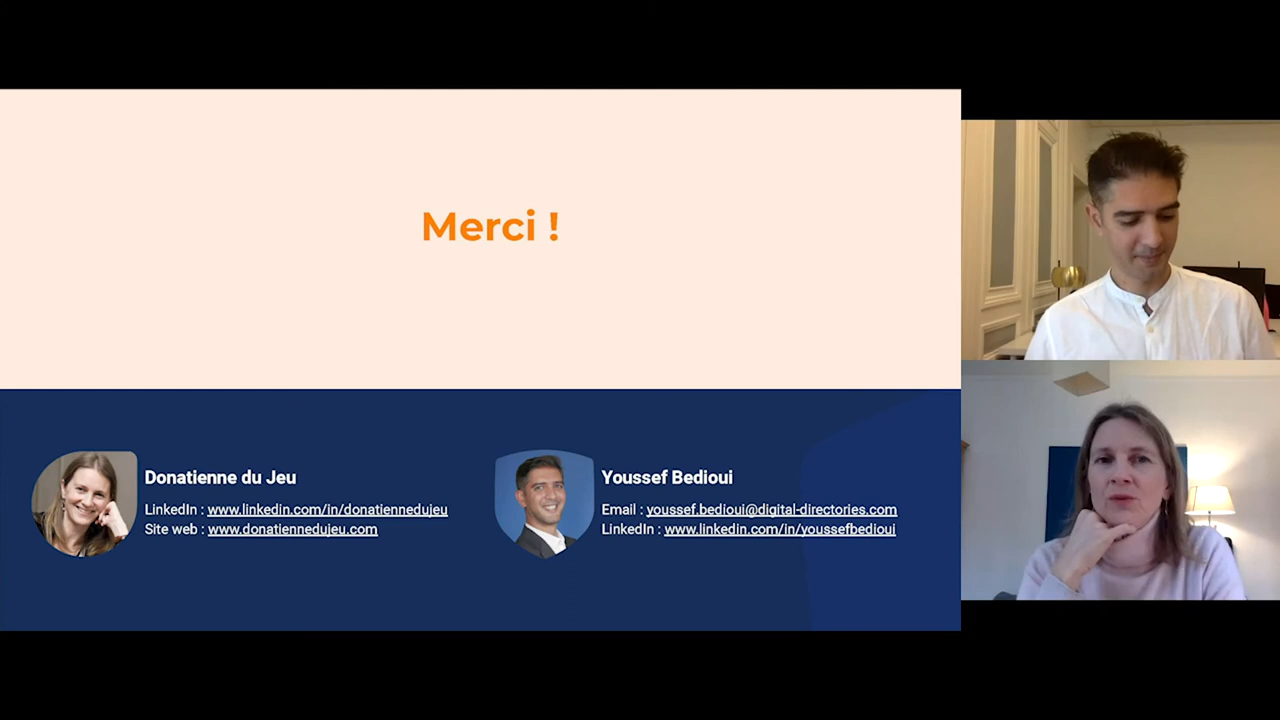 Merci !
Donatienne du Jeu
LinkedIn : www.linkedin.com/in/donatiennedujeu
Site web : www.donatiennedujeu.com
Youssef Bedioui
Email : youssef.bedioui@digital-directories.com
LinkedIn : www.linkedin.com/in/youssefbedioui